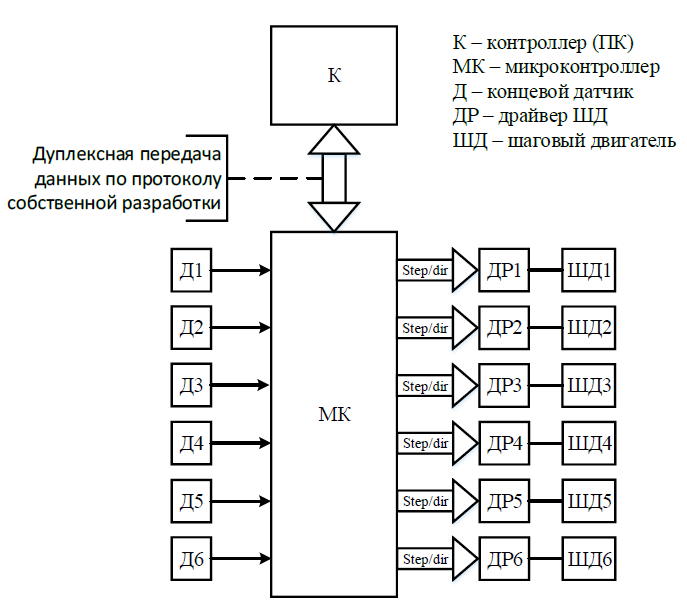 К
К – контроллер (ПК)
МК – микроконтроллер
Д – концевой датчик
ДР – драйвер ШД
ШД – шаговый двигатель
Дуплексная передача
данных по протоколу
собственной разработки
МК
Д1 Step/dir ДР1 ШД1
Д2 Step/dir ДР2 ШД2
Д3 Step/dir ДР3 ШД3
Д4 Step/dir ДР4 ШД4
Д5 Step/dir ДР5 ШД5
Д6 Step/dir ДР6 ШД6